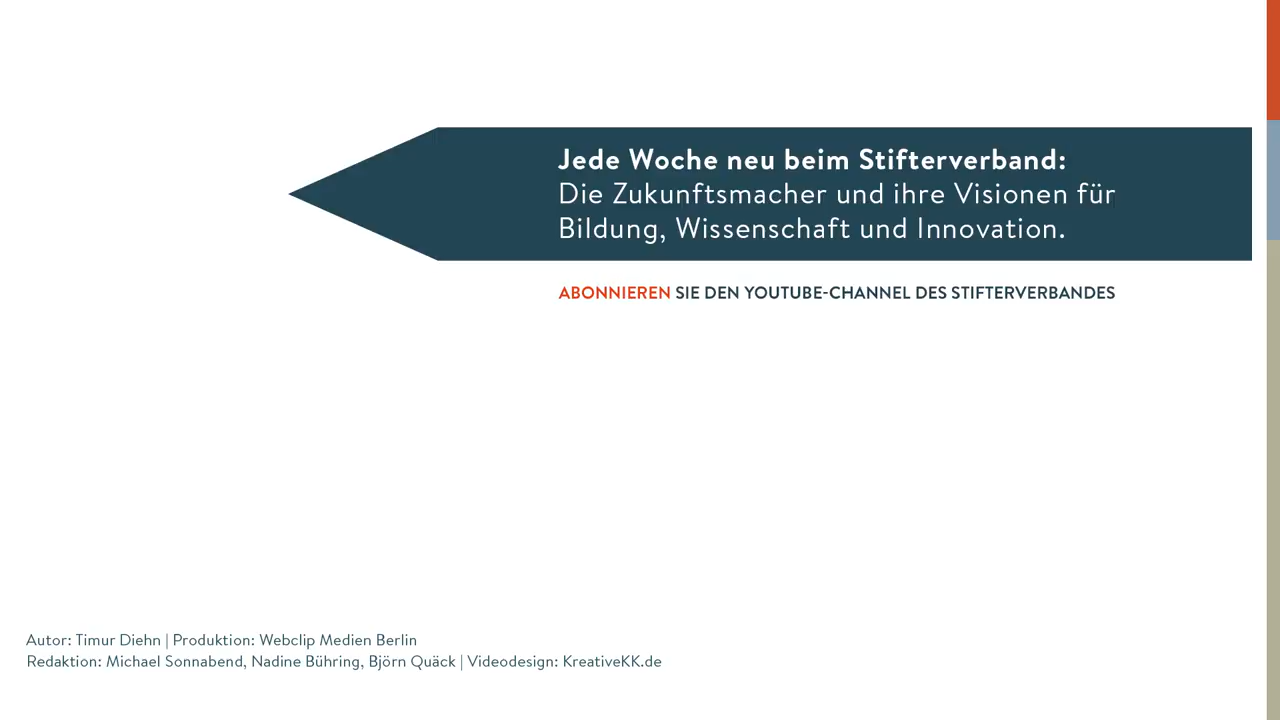 Jede Woche neu beim Stifterverband:
Die Zukunftsmacher und ihre Visionen für
Bildung, Wissenschaft und Innovation.
ABONNIEREN SIE DEN YOUTUBE-CHANNEL DES STIFTERVERBANDES
Autor: Timur Diehn | Produktion: Webclip Medien Berlin
Redaktion: Michael Sonnabend, Nadine Bühring, Björn Quäck | Videodesign: KreativeKK.de